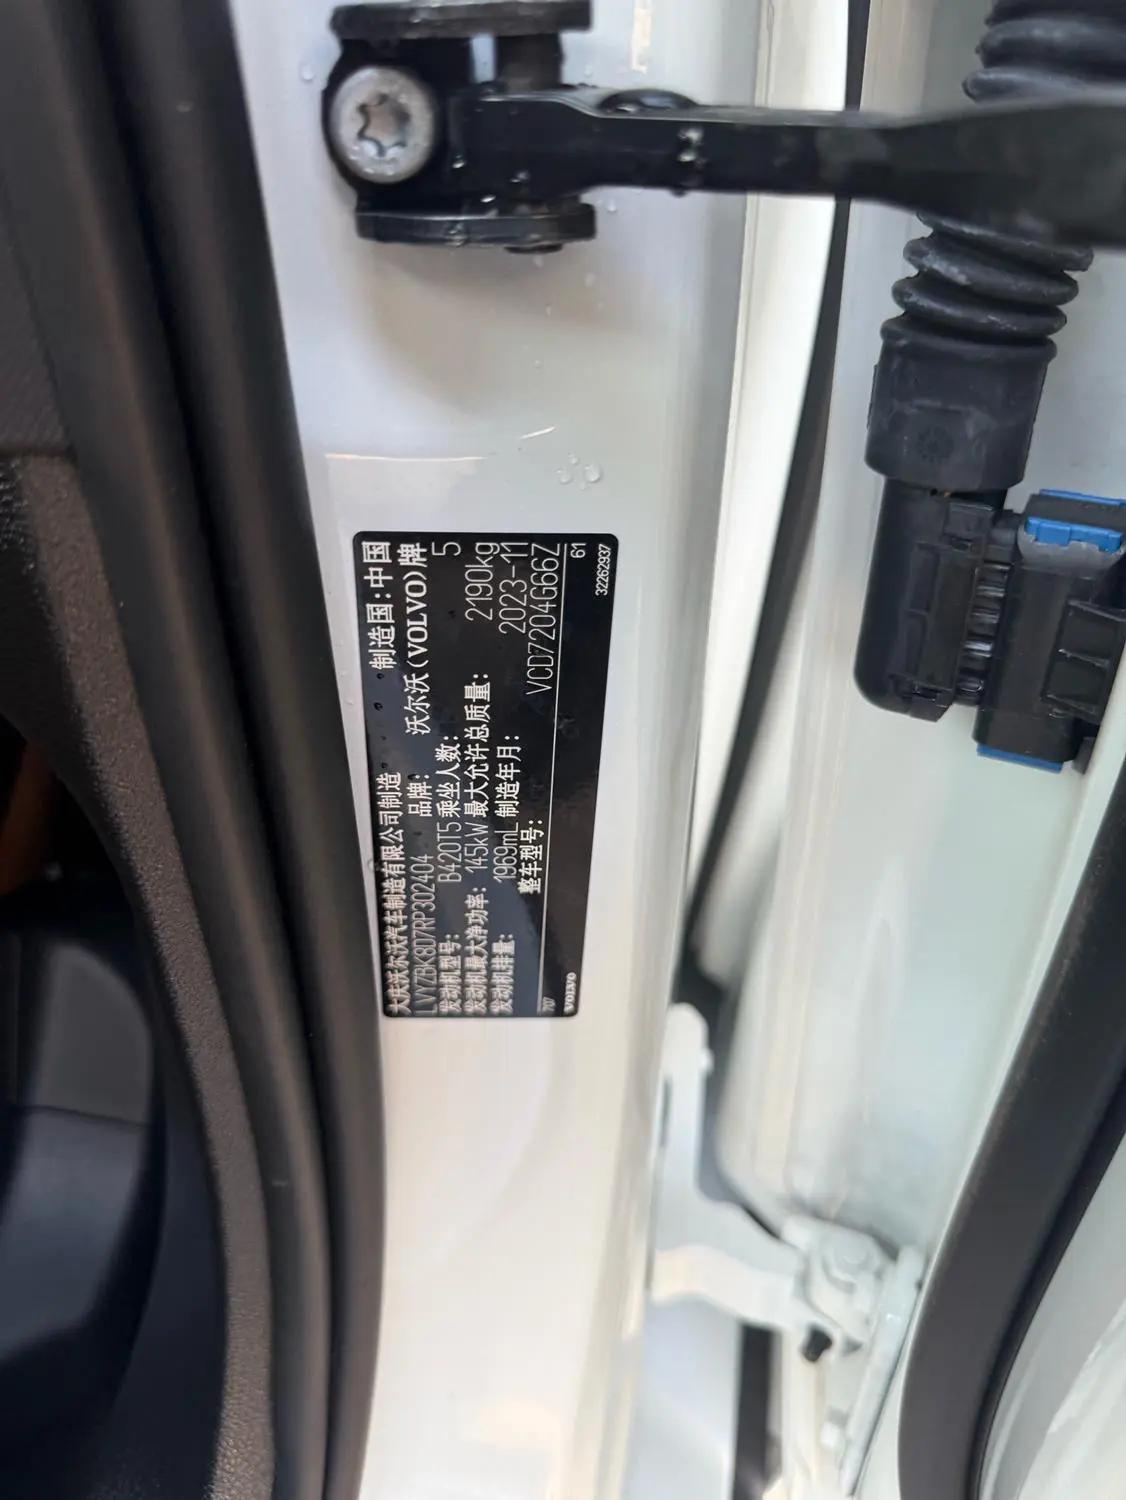 大庆沃尔沃汽车制造有限公司制造 制造国:中国
LVYZBK8D7RP302404 品牌: 沃尔沃(VOLVO)牌
发动机型号: B420T5 乘坐人数: 5
发动机最大净功率: 145kW 最大允许总质量: 2190kg
发动机排量: 1969mL 制造年月: 2023-11
整车型号: VCD7204G66Z
707 61
VOLVO 32262937